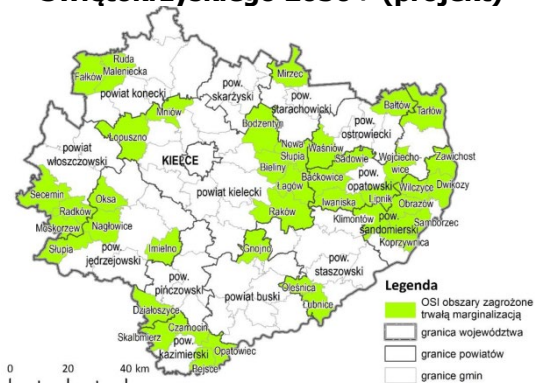 Świętokrzyskiego 2030+ (projekt)
Ruda
Maleniecka
Fałków
powiat konecki
pow.
skarżyski
Mirzec
pow.
starachowicki
Bałtów
Tarłów
pow.
ostrowiecki
Mniów
Bodzentyn
Łopuszno
powiat
włoszczowski
KIELCE
Nowa
Słupia
Waśniów
Sadowie
Wojciecho-
wice
Zawichost
Bieliny
Baćkowice
pow.
opatowski
Wilczyce
Dwikozy
powiat kielecki
Łagów
Iwaniska
Lipnik
Obrazów
Secemin
Oksa
Radków
Raków
Klimontów
pow.
sandomierski
Samborzec
Moskorzew
Nagłowice
Koprzywnica
Słupia
pow.
jędrzejowski
Imielno
Gnojno
pow.
staszowski
pow.
pińczowski
powiat buski
Oleśnica
Łubnice
Działoszyce
Skalbmierz
Czarnocin
pow.
kazimierski
Opatowiec
Bejsce
Legenda
OSI obszary zagrożone
trwałą marginalizacją
granica województwa
granice powiatów
granice gmin
0 20 40 km